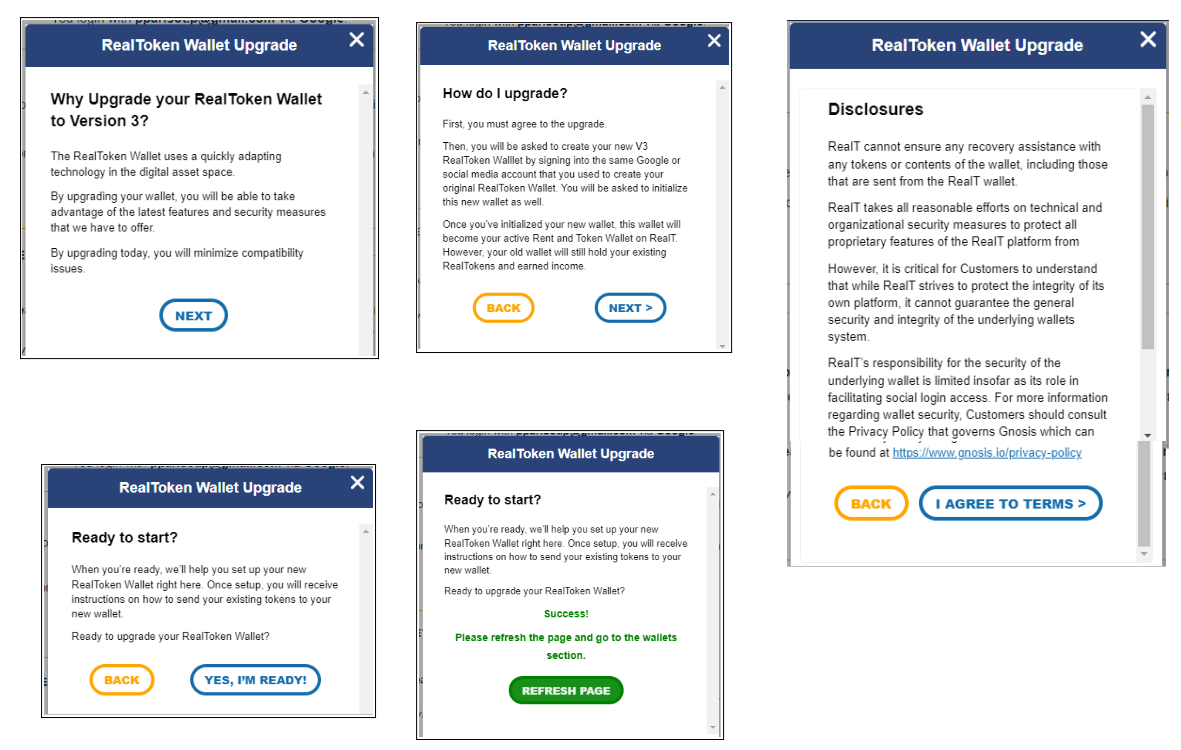 RealToken Wallet Upgrade
Why Upgrade your RealToken Wallet
to Version 3?
The RealToken Wallet uses a quickly adapting
technology in the digital asset space.
By upgrading your wallet, you will be able to take
advantage of the latest features and security measures
that we have to offer.
By upgrading today, you will minimize compatibility
issues.
NEXT
RealToken Wallet Upgrade
How do I upgrade?
First, you must agree to the upgrade.
Then, you will be asked to create your new V3
RealToken Walllet by signing into the same Google or
social media account that you used to create your
original RealToken Wallet. You will be asked to initialize
this new wallet as well.
Once you've initialized your new wallet, this wallet will
become your active Rent and Token Wallet on RealT.
However, your old wallet will still hold your existing
RealTokens and earned income.
BACK
NEXT >
RealToken Wallet Upgrade
Disclosures
RealT cannot ensure any recovery assistance with
any tokens or contents of the wallet, including those
that are sent from the RealT wallet.
RealT takes all reasonable efforts on technical and
organizational security measures to protect all
proprietary features of the RealT platform from
However, it is critical for Customers to understand
that while RealT strives to protect the integrity of its
own platform, it cannot guarantee the general
security and integrity of the underlying wallets
system.
RealT's responsibility for the security of the
underlying wallet is limited insofar as its role in
facilitating social login access. For more information
regarding wallet security, Customers should consult
the Privacy Policy that governs Gnosis which can
be found at https://www.gnosis.io/privacy-policy
BACK
I AGREE TO TERMS >
RealToken Wallet Upgrade
Ready to start?
When you're ready, we'll help you set up your new
RealToken Wallet right here. Once setup, you will receive
instructions on how to send your existing tokens to your
new wallet.
Ready to upgrade your RealToken Wallet?
BACK
YES, I'M READY!
RealToken Wallet Upgrade
Ready to start?
When you're ready, we'll help you set up your new
RealToken Wallet right here. Once setup, you will receive
instructions on how to send your existing tokens to your
new wallet.
Ready to upgrade your RealToken Wallet?
Success!
Please refresh the page and go to the wallets
section.
REFRESH PAGE